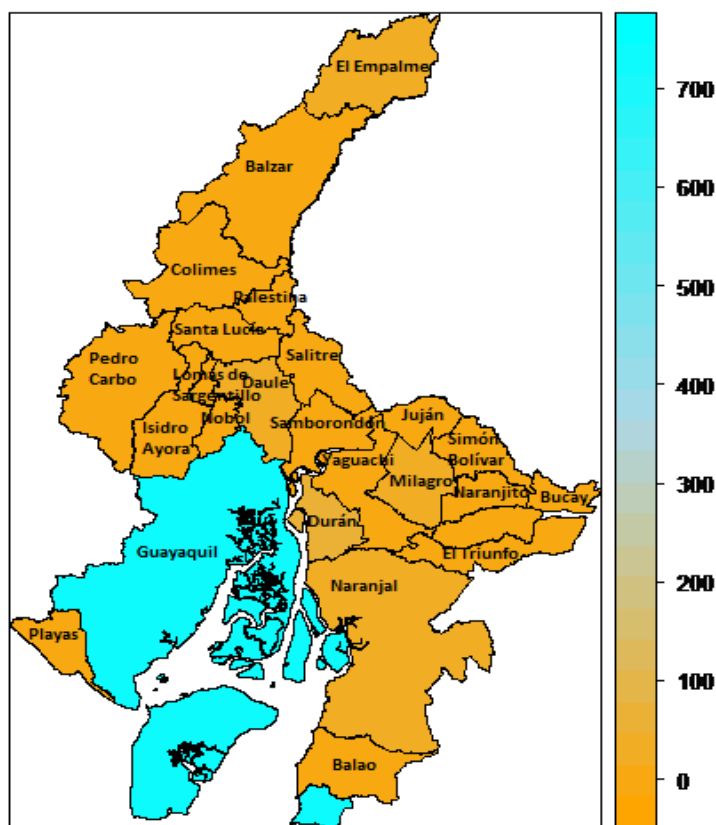 El Empalme
Balzar
Colimes
Palestina
Santa Lucía
Pedro
Carbo
Lomas de
Sargentillo
Daule
Salitre
Isidro
Ayora
Nobol
Samborondón
Juján
Simón
Bolívar
Yaguachi
Milagro
Naranjito
Bucay
Durán
El Triunfo
Guayaquil
Naranjal
Playas
Balao
700
600
500
400
300
200
100
0